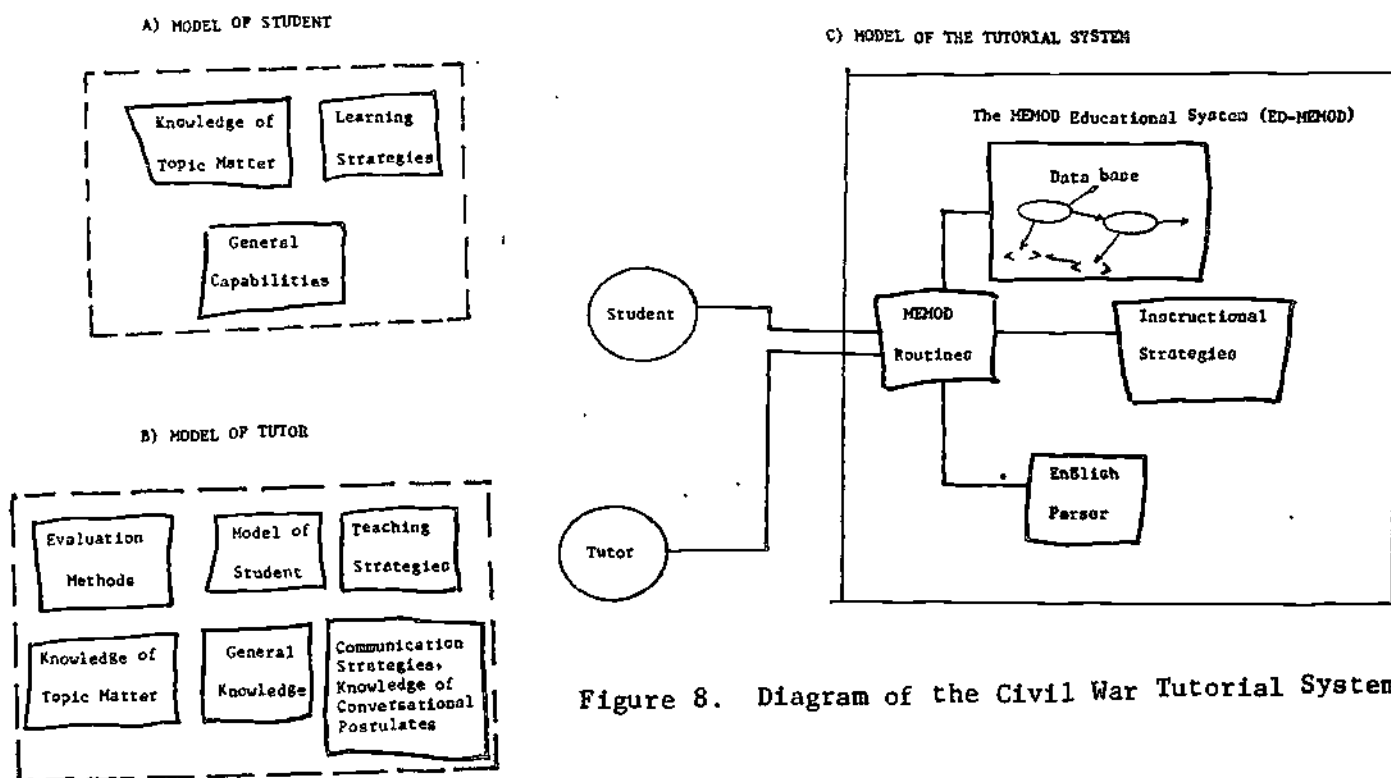 A) MODEL OF STUDENT
Knowledge of
Topic Matter
Learning
Strategies
General
Capabilities
B) MODEL OF TUTOR
Evaluation
Methods
Model of
Student
Teaching
Strategies
Knowledge of
Topic Matter
General
Knowledge
Communication
Strategies,
Knowledge of
Conversational
Postulates
C) MODEL OF THE TUTORIAL SYSTEM
The MEMOD Educational System (ED-MEMOD)
Data base
Student
MEMOD
Routines
Instructional
Strategies
English
Parser
Tutor
Figure 8. Diagram of the Civil War Tutorial System